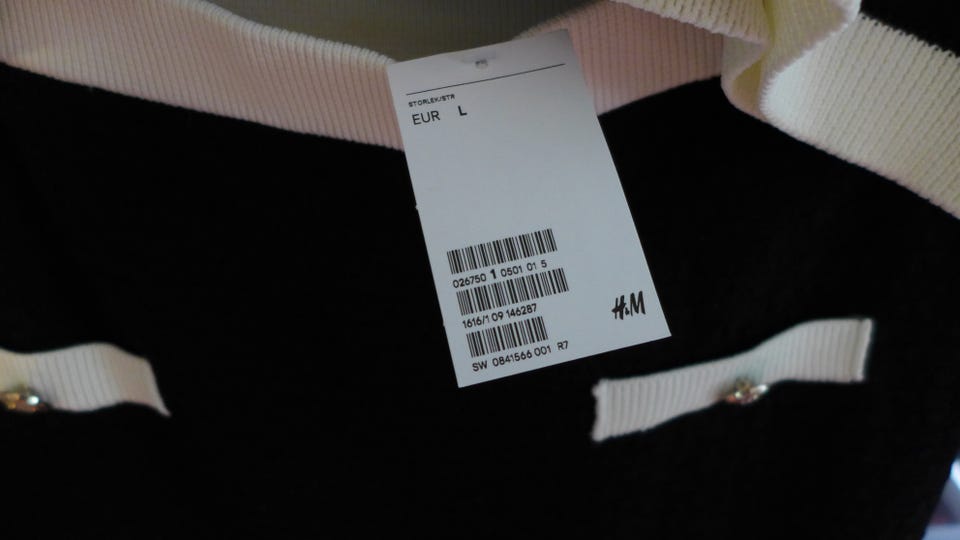 STORLEK/STR
EUR L
026750 1 0501 01 5
1616/1 09 146287
H&M
SW 0841566 001 R7